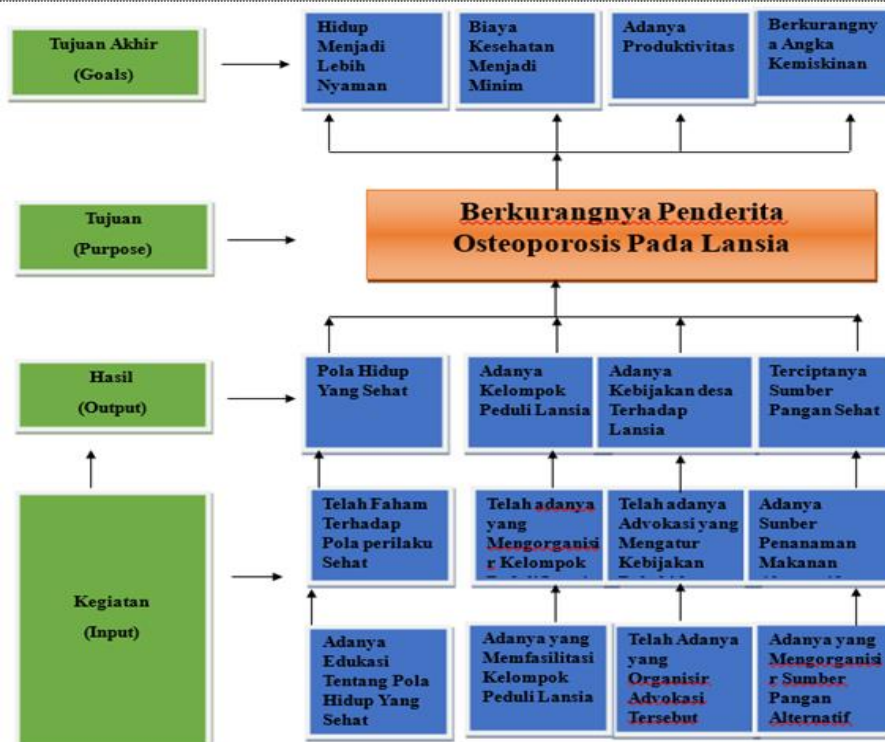 Tujuan Akhir
(Goals)
Hidup
Menjadi
Lebih
Nyaman
Biaya
Kesehatan
Menjadi
Minim
Adanya
Produktivitas
Berkurangny
a Angka
Kemiskinan
Tujuan
(Purpose)
Berkurangnya Penderita
Osteoporosis Pada Lansia
Hasil
(Output)
Pola Hidup
Yang Sehat
Adanya
Kelompok
Peduli Lansia
Adanya
Kebijakan desa
Terhadap
Lansia
Terciptanya
Sumber
Pangan Sehat
Kegiatan
(Input)
Telah Faham
Terhadap
Pola perilaku
Sehat
Telah adanya
yang
Mengorganisi
r Kelompok
Telah adanya
Advokasi yang
Mengatur
Kebijakan
Adanya
Sunber
Penanaman
Makanan
Adanya
Edukasi
Tentang Pola
Hidup Yang
Sehat
Adanya yang
Memfasilitasi
Kelompok
Peduli Lansia
Telah Adanya
yang
Organisir
Advokasi
Tersebut
Adanya yang
Mengorganisi
r Sumber
Pangan
Alternatif